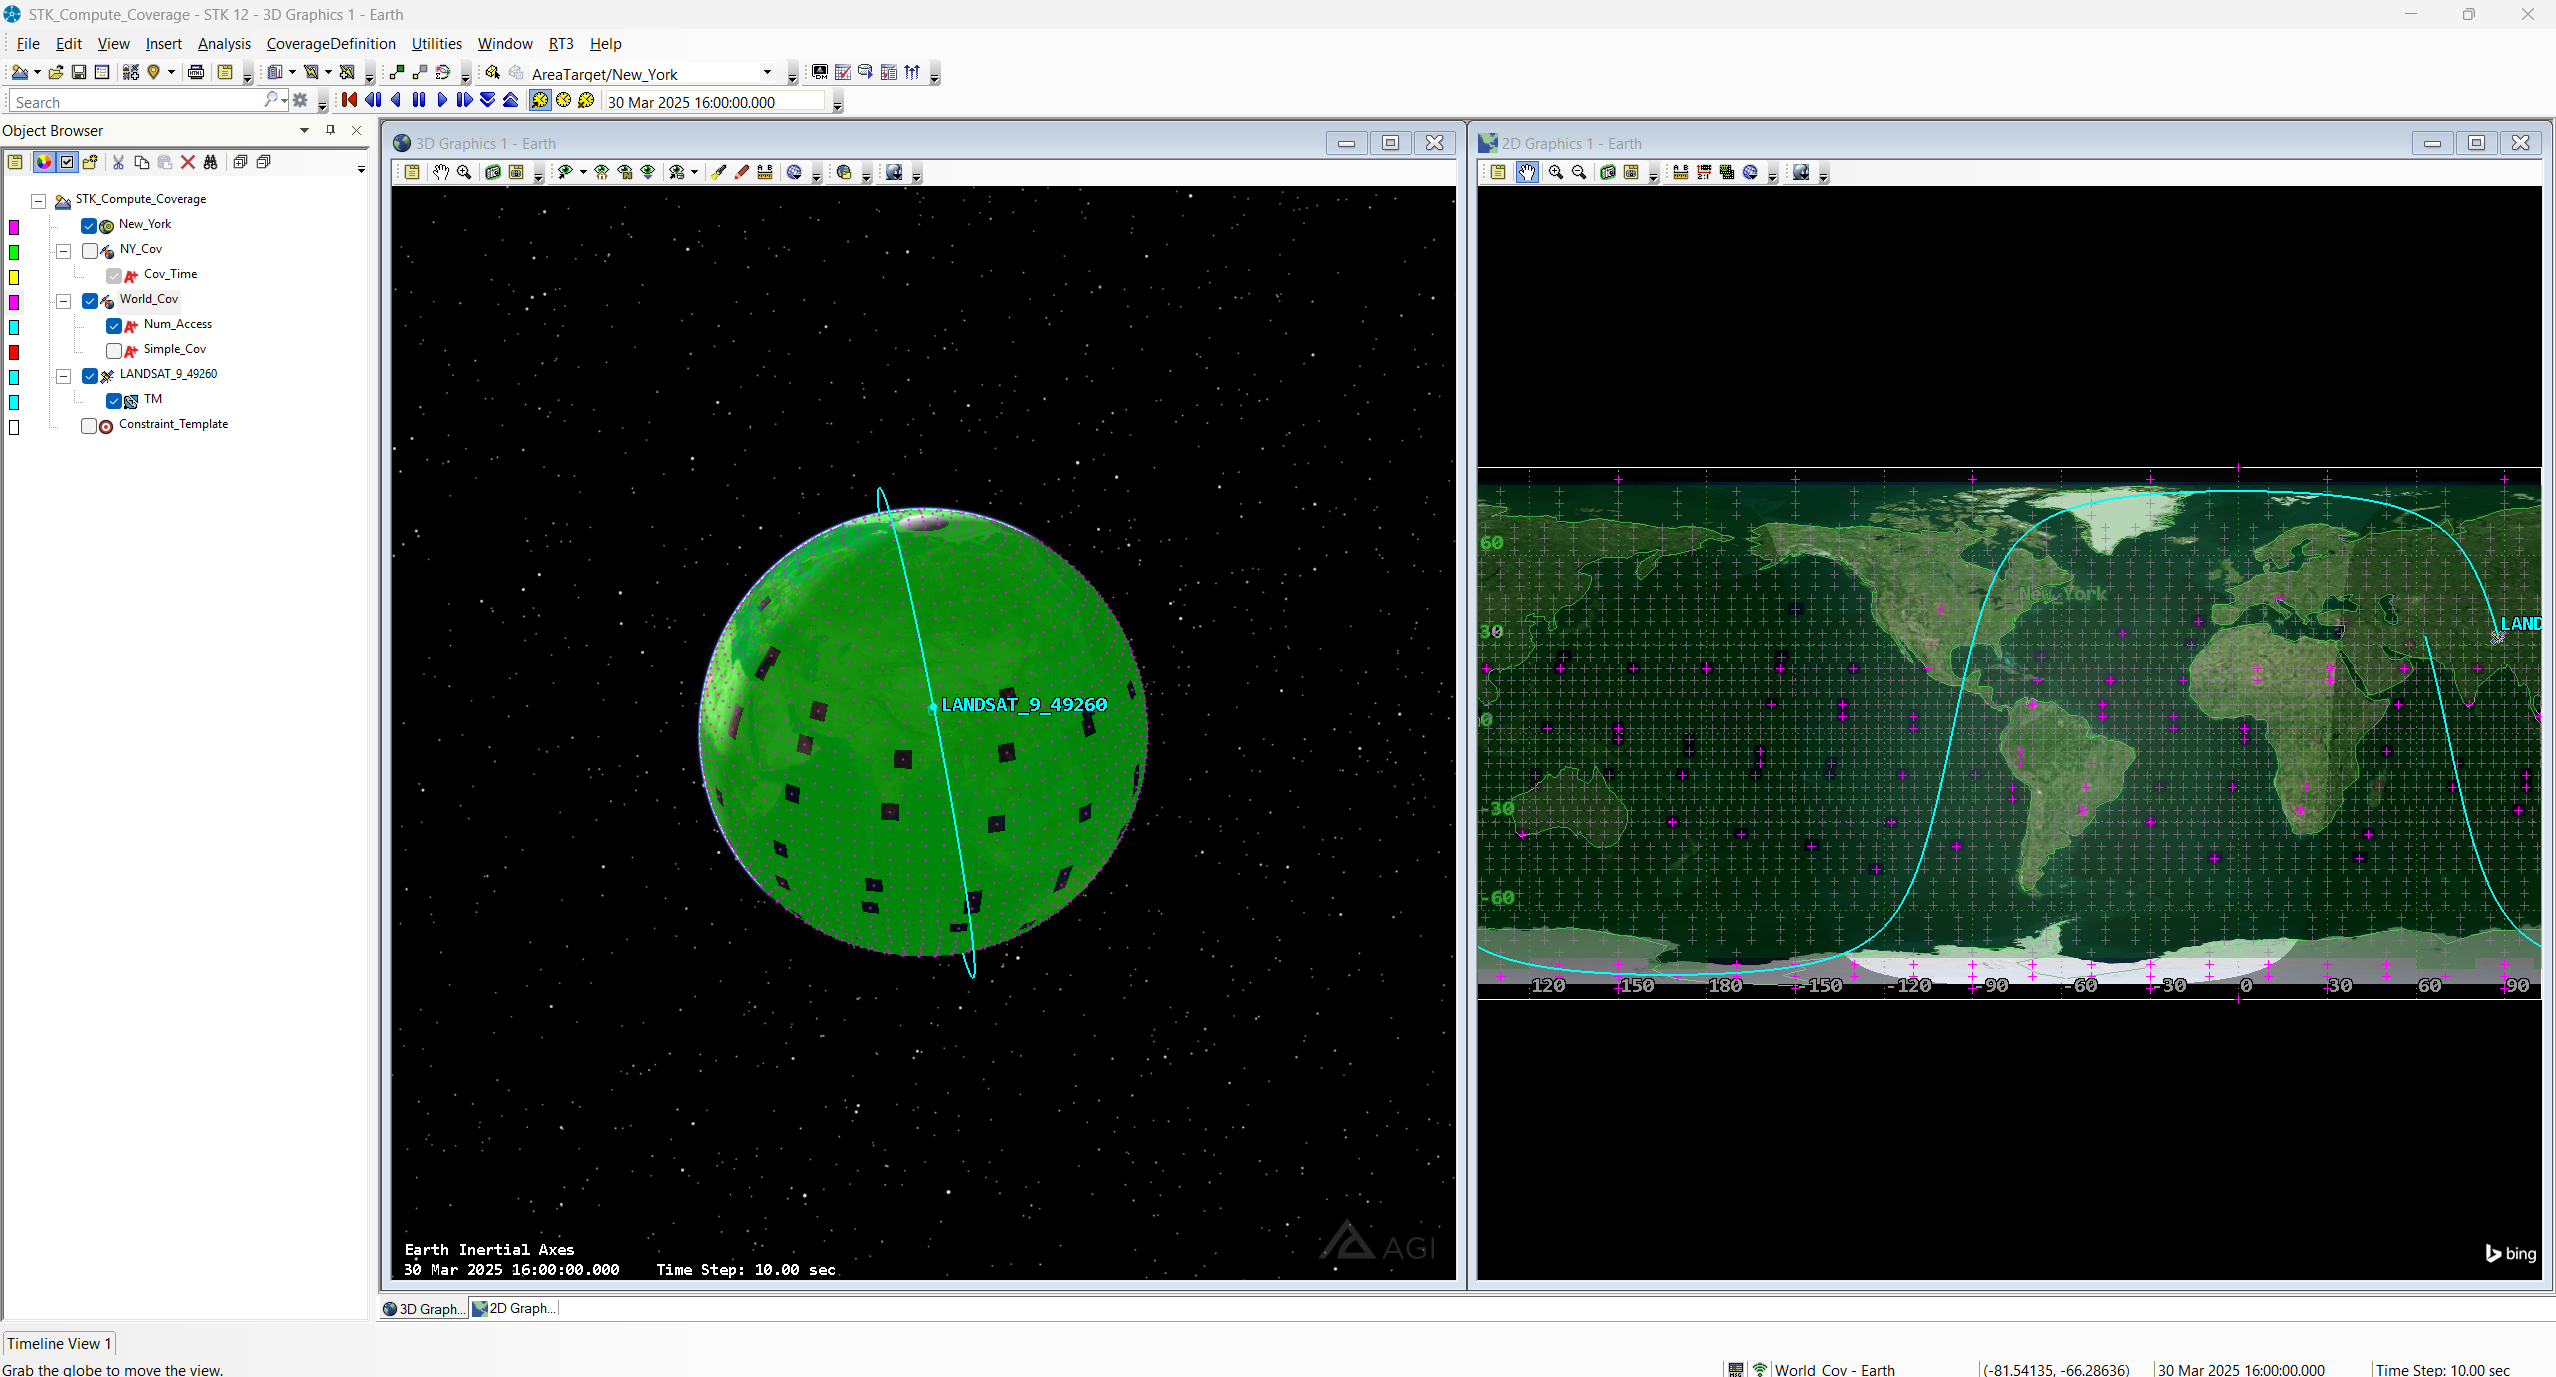 STK_Compute_Coverage - STK 12 - 3D Graphics 1 - Earth
File Edit View Insert Analysis CoverageDefinition Utilities Window RT3 Help
AreaTarget/New_York
Search
30 Mar 2025 16:00:00.000
Object Browser
STK_Compute_Coverage
New_York
NY_Cov
Cov_Time
World_Cov
Num_Access
Simple_Cov
LANDSAT_9_49260
TM
Constraint_Template
3D Graphics 1 - Earth
LANDSAT_9_49260
AGI
Earth Inertial Axes
30 Mar 2025 16:00:00.000 Time Step: 10.00 sec
2D Graphics 1 - Earth
60
New_York
LAND
30
0
-30
-60
120 150 180 -150 -120 -90 -60 -30 0 30 60 90
bing
3D Graph... 2D Graph...
Timeline View 1
Grab the globe to move the view.
World_Cov - Earth (-81.54135, -66.28636) 30 Mar 2025 16:00:00.000 Time Step: 10.00 sec